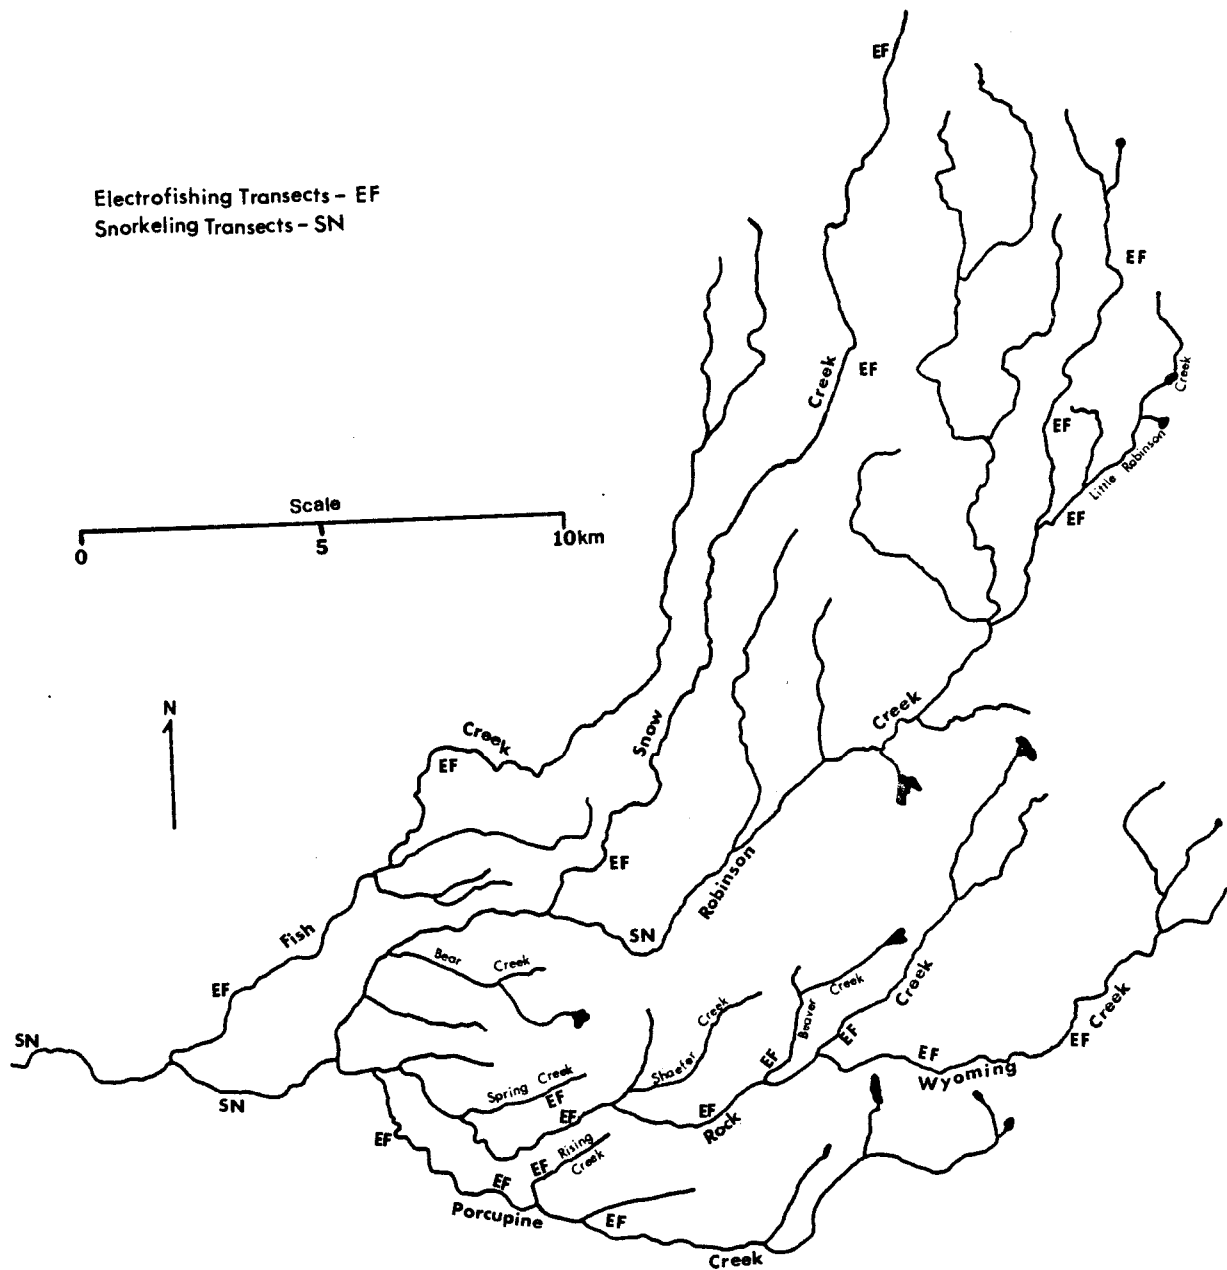 EF
Electrofishing Transects - EF
Snorkeling Transects - SN
EF
Creek
EF
Creek
EF
Little Robinson
EF
Scale
0
5
10km
N
Creek
EF
Snow
Creek
EF
Robinson
SN
Fish
EF
Bear
Creek
Beaver
Creek
Creek
Creek
SN
SN
Shaefer
Creek
EF
EF
EF
EF
Wyoming
Spring Creek
EF
EF
EF
Rock
EF
EF
Rising
Creek
EF
Porcupine
EF
Creek